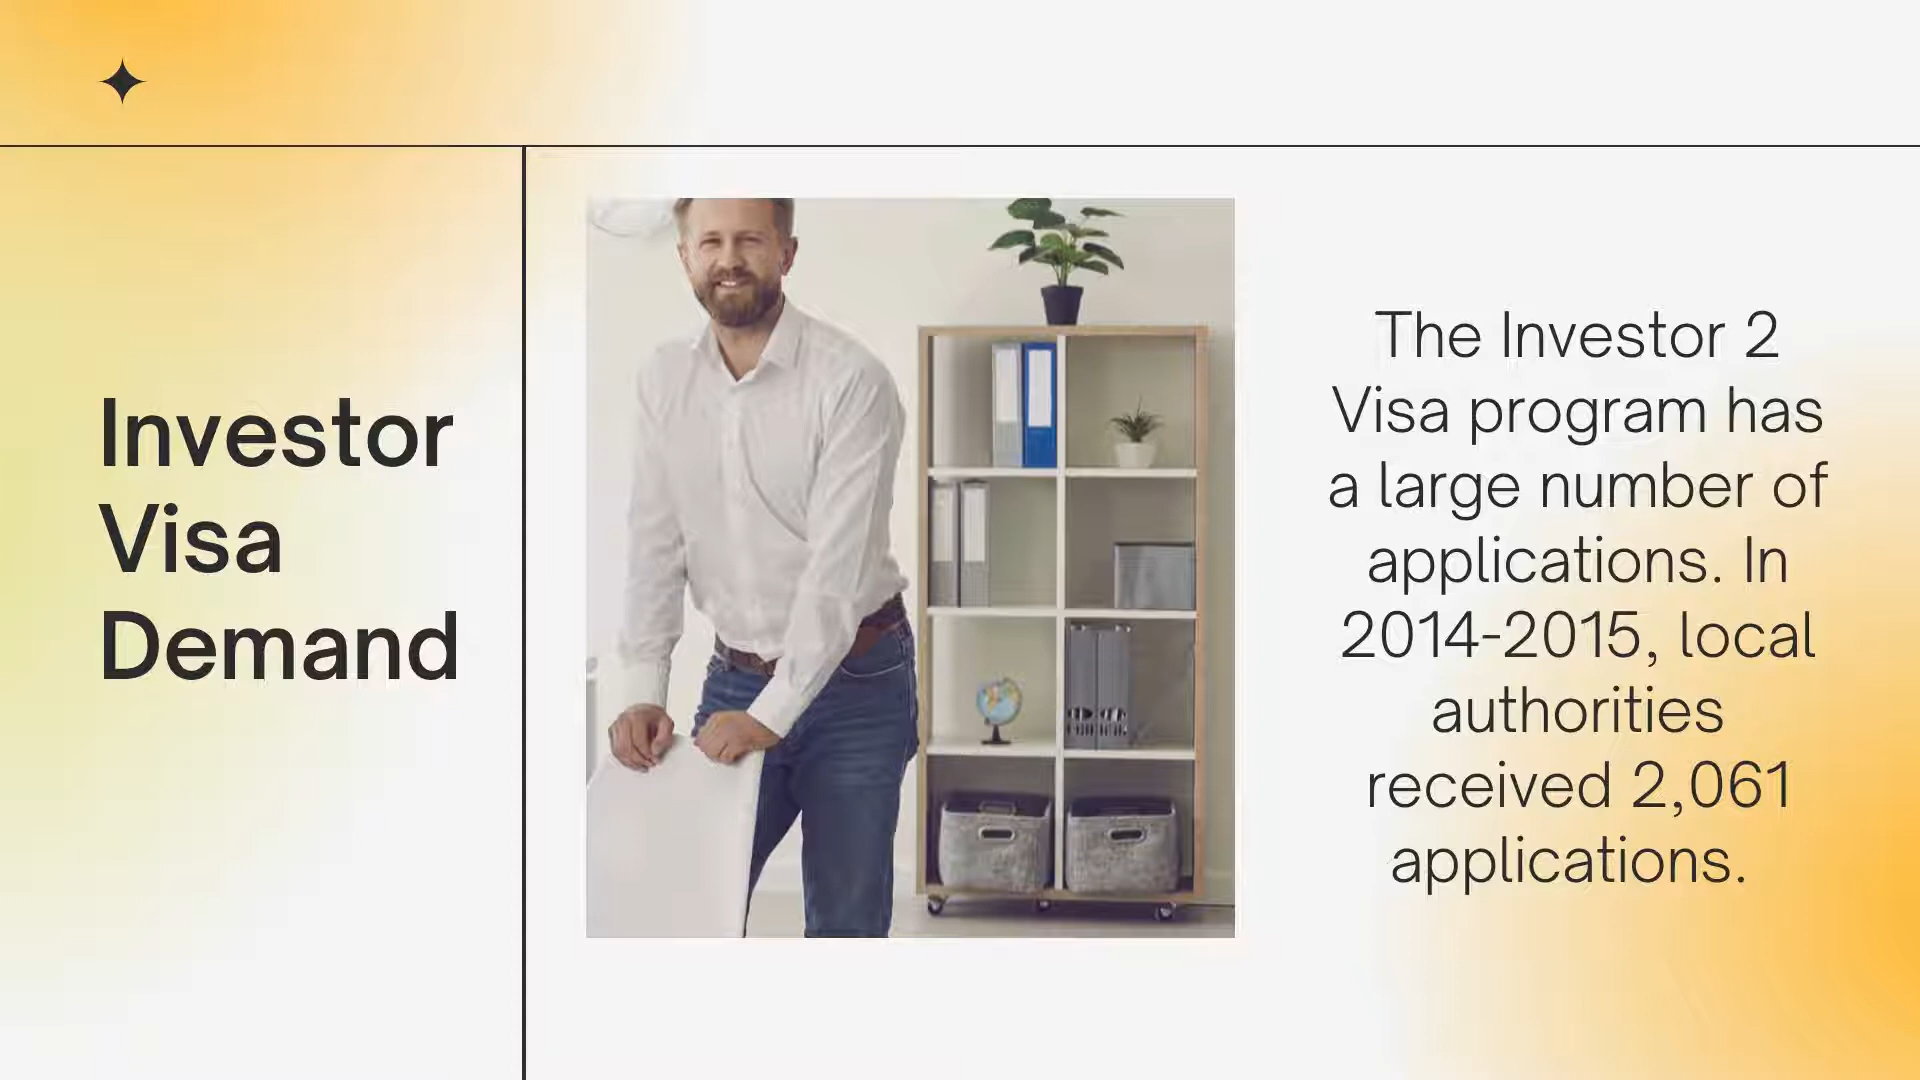 Investor
Visa
Demand
The Investor 2
Visa program has
a large number of
applications. In
2014-2015, local
authorities
received 2,061
applications.